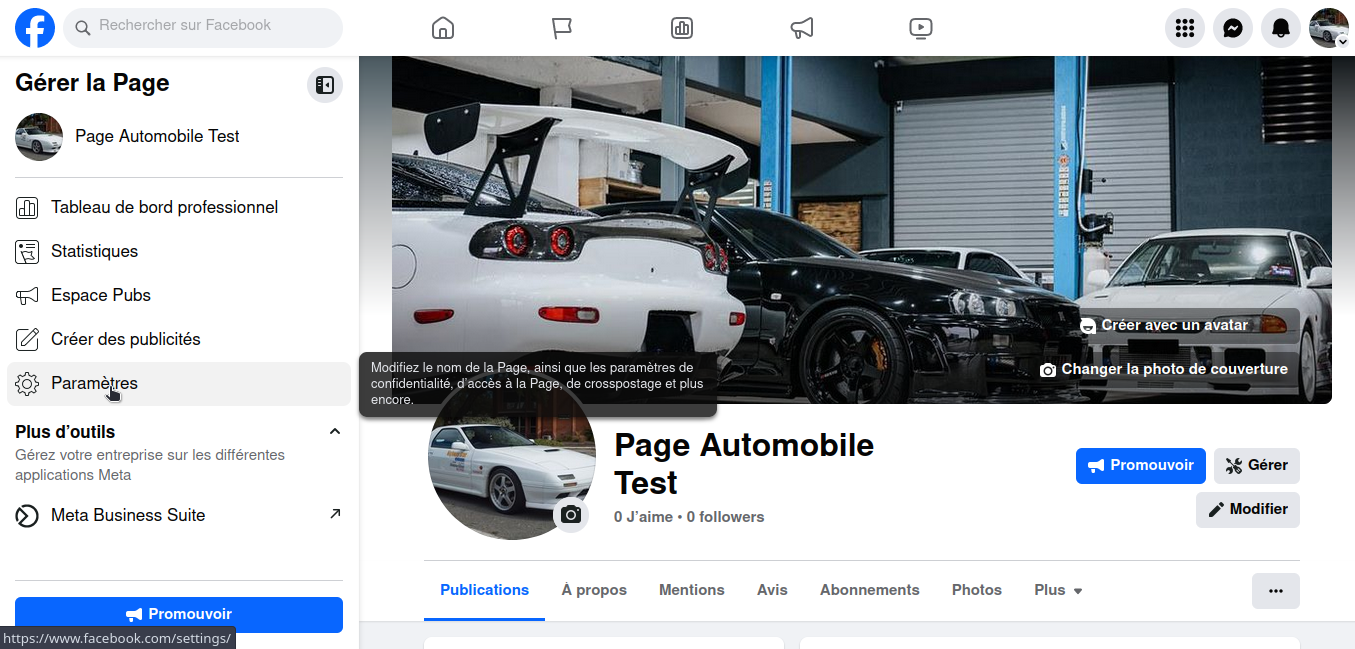 Rechercher sur Facebook
Gérer la Page
Page Automobile Test
Tableau de bord professionnel
Statistiques
Espace Pubs
Créer des publicités
Paramètres
Modifiez le nom de la Page, ainsi que les paramètres de
confidentialité, d'accès à la Page, de crosspostage et plus
encore.
Plus d'outils
Gérez votre entreprise sur les différentes
applications Meta
Meta Business Suite
Promouvoir
https://www.facebook.com/settings/
Créer avec un avatar
Changer la photo de couverture
Page Automobile
Test
0 J'aime • 0 followers
Promouvoir
Gérer
Modifier
Publications
À propos
Mentions
Avis
Abonnements
Photos
Plus